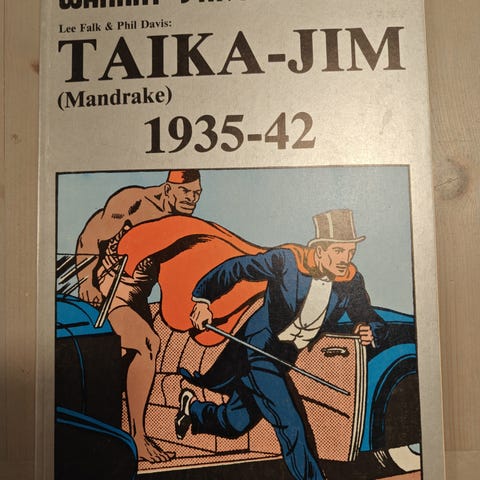 Lee Falk & Phil Davis:
TAIKA-JIM
(Mandrake)
1935-42